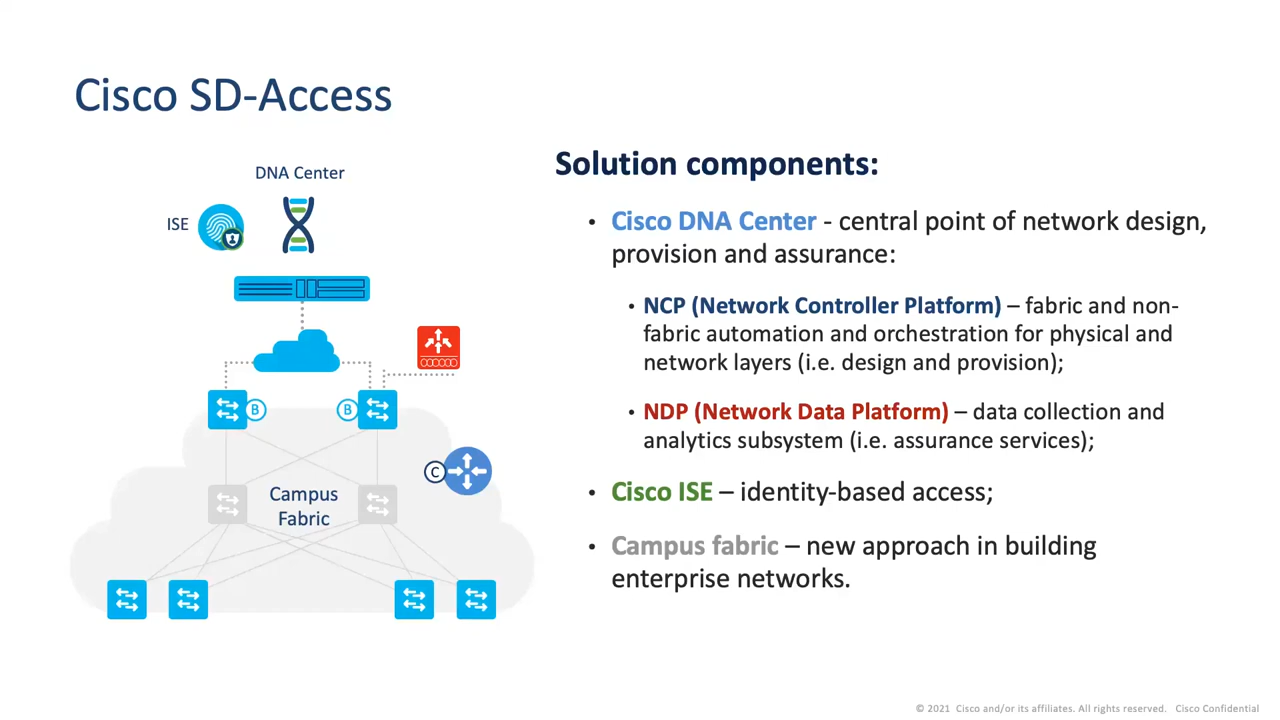 Cisco SD-Access
DNA Center
ISE
B
B
C
Campus
Fabric
Solution components:
• Cisco DNA Center - central point of network design,
provision and assurance:
• NCP (Network Controller Platform) – fabric and non-
fabric automation and orchestration for physical and
network layers (i.e. design and provision);
• NDP (Network Data Platform) – data collection and
analytics subsystem (i.e. assurance services);
• Cisco ISE – identity-based access;
• Campus fabric – new approach in building
enterprise networks.
© 2021 Cisco and/or its affiliates. All rights reserved. Cisco Confidential